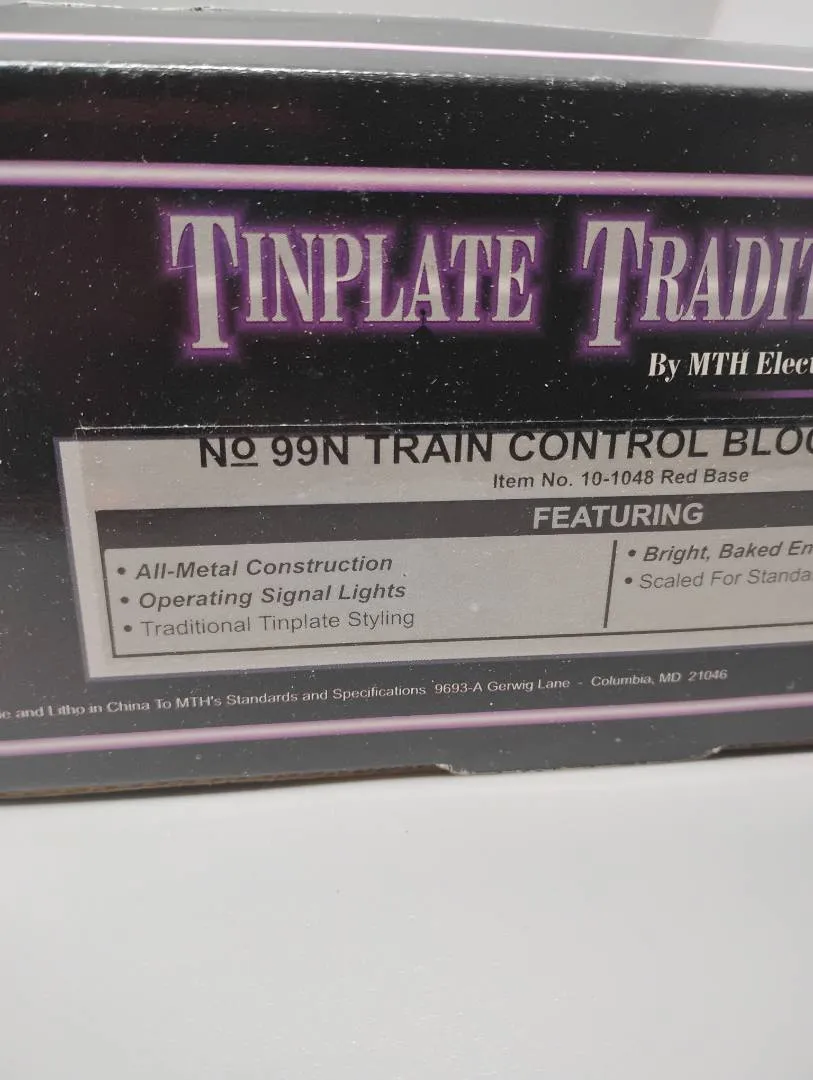 TINPLATE TRADIT
By MTH Elect
No 99N TRAIN CONTROL BLOC
Item No. 10-1048 Red Base
FEATURING
• All-Metal Construction
• Operating Signal Lights
• Traditional Tinplate Styling
• Bright, Baked En
• Scaled For Standa
e and Litho in China To MTH's Standards and Specifications 9693-A Gerwig Lane - Columbia, MD 21046